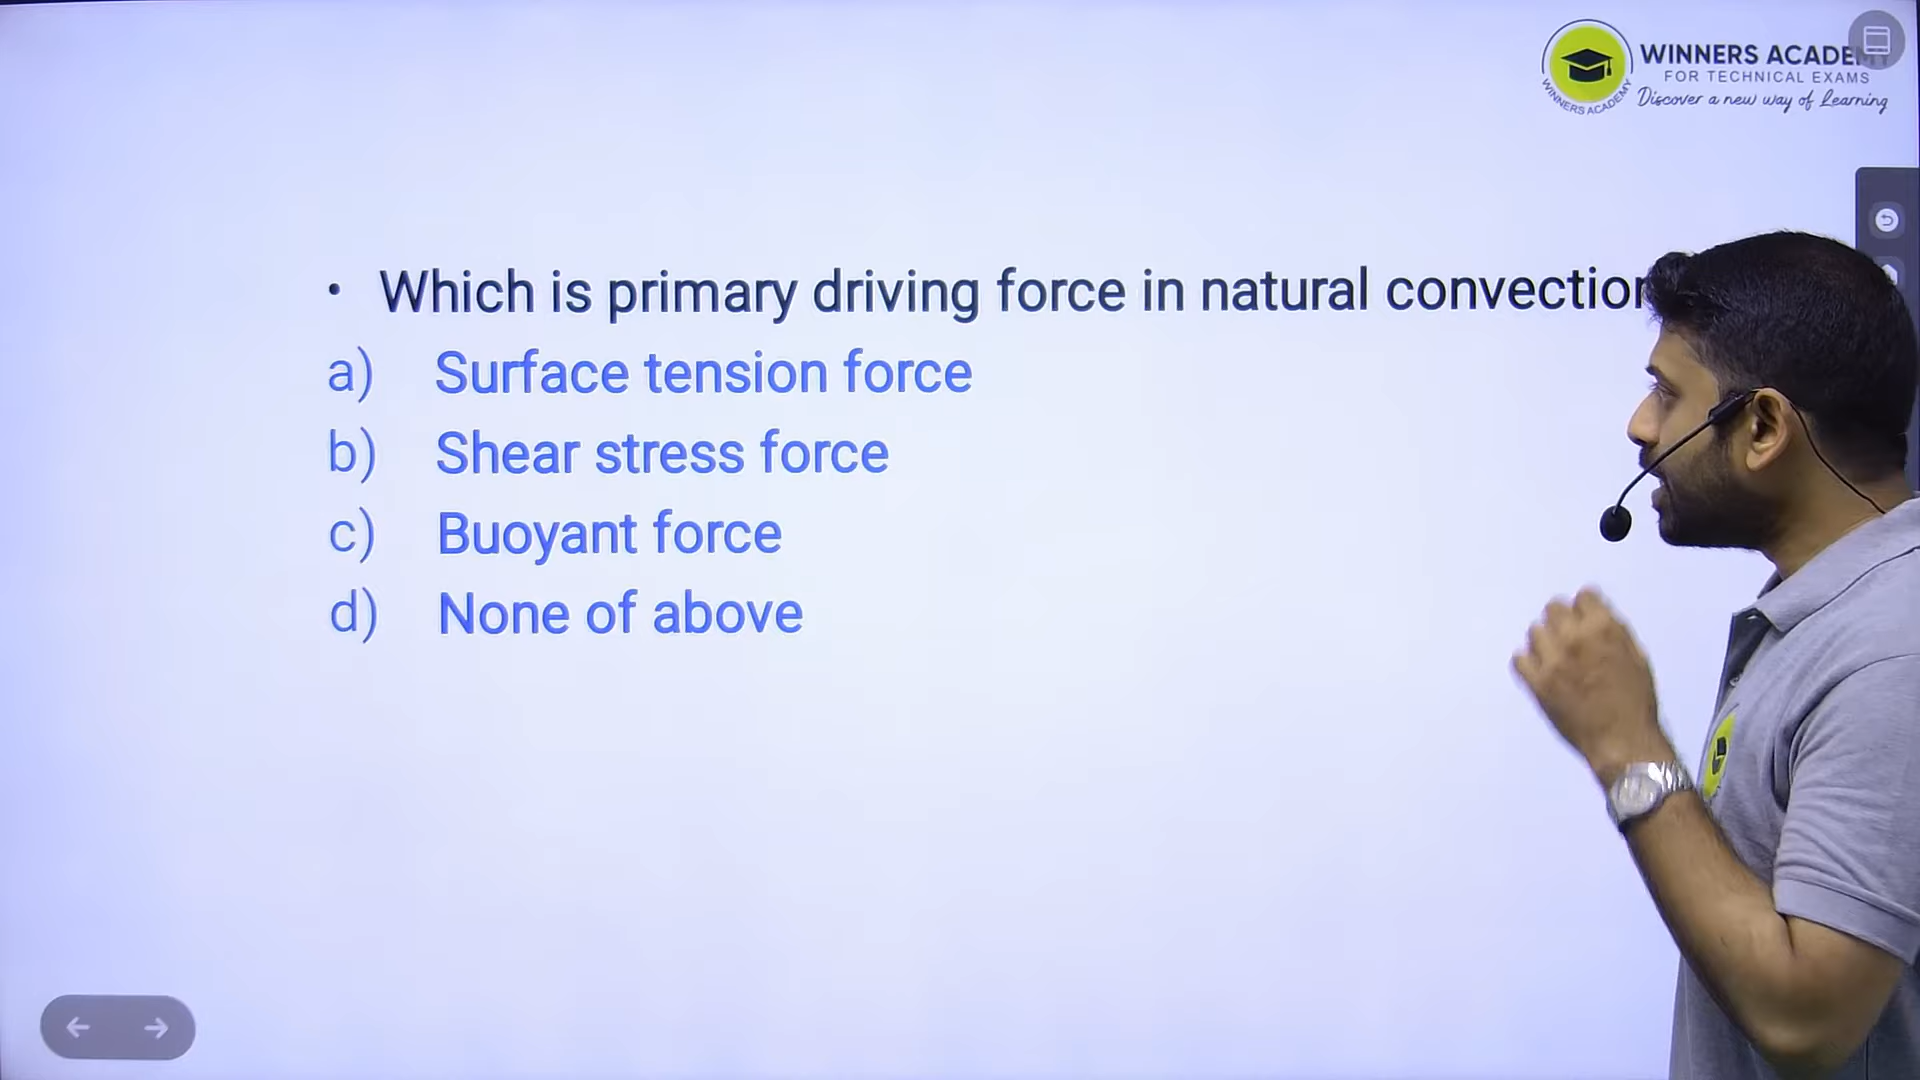 WINNERS ACADE
FOR TECHNICAL EXAMS
Discover a new way of Learning
WINNERS ACADEMY
• Which is primary driving force in natural convection
a) Surface tension force
b) Shear stress force
c) Buoyant force
d) None of above